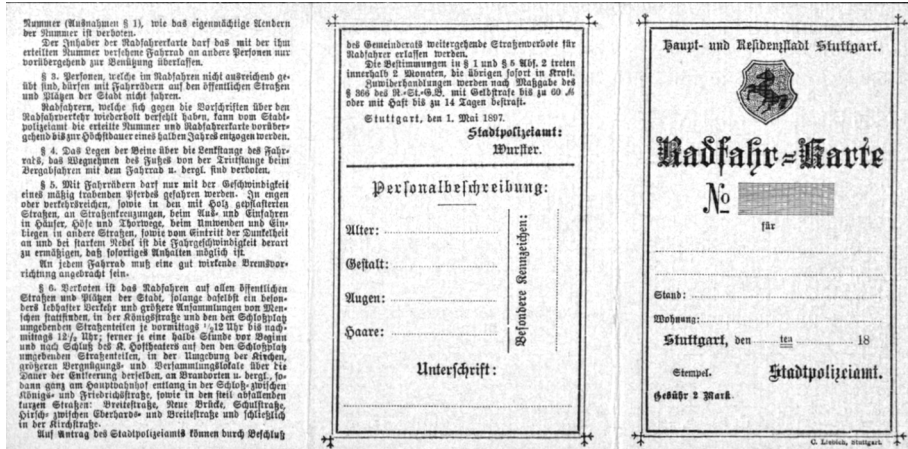 Nummer (Ausnahmen § 1), wie das eigenmächtige Aendern
der Nummer ist verboten.
Der Inhaber der Radfahrerkarte darf das mit der ihm
erteilten Nummer versehene Fahrrad an andere Personen nur
vorübergehend zur Benützung überlassen.
§ 3. Personen, welche im Radfahren nicht ausreichend ge-
übt sind, dürfen mit Fahrrädern auf den öffentlichen Straßen
und Plätzen der Stadt nicht fahren.
Radfahrern, welche sich gegen die Vorschriften über den
Radfahrverkehr wiederholt verfehlt haben, kann vom Stadt-
polizeiamt die erteilte Nummer und Radfahrerkarte vorüber-
gehend bis zur Höchstdauer eines halben Jahres entzogen werden.
§ 4. Das Legen der Beine über die Lenkstange des Fahr-
rads, das Wegnehmen des Fußes von der Trittstange beim
Bergabfahren mit dem Fahrrad u. dergl. sind verboten.
§ 5. Mit Fahrrädern darf nur mit der Geschwindigkeit
eines mäßig trabenden Pferdes gefahren werden. In engen
oder verkehrsreichen, sowie in den mit Holz gepflasterten
Straßen, an Straßenkreuzungen, beim Aus- und Einfahren
in Häuser, Höfe und Thorwege, beim Umwenden und Ein-
biegen in andere Straßen, sowie vom Eintritt der Dunkelheit
an und bei starkem Nebel ist die Fahrgeschwindigkeit derart
zu ermäßigen, daß sofortiges Anhalten möglich ist.
An jedem Fahrrad muß eine gut wirkende Bremsvor-
richtung angebracht sein.
§ 6. Verboten ist das Radfahren auf allen öffentlichen
Straßen und Plätzen der Stadt, solange daselbst ein beson-
ders lebhafter Verkehr und größere Ansammlungen von Men-
schen stattfinden, in der Königsstraße und den den Schloßplatz
umgebenden Straßenteilen je vormittags ½12 Uhr bis nach-
mittags 12½ Uhr; ferner je eine halbe Stunde vor Beginn
und nach Schluß des K. Hoftheaters auf den den Schloßplatz
umgebenden Straßenteilen, in der Umgebung der Kirchen,
größeren Vergnügungs- und Versammlungslokale über die
Dauer der Entleerung derselben, an Brandorten u. dergl., so-
dann ganz am Hauptbahnhof entlang in der Schloß- zwischen
Königs- und Friedrichstraße, sowie in den steil abfallenden
kurzen Straßen: Breitestraße, Neue Brücke, Schulstraße,
Hirsch- zwischen Eberhards- und Breitestraße und schließlich
in der Kirchstraße.
Auf Antrag des Stadtpolizeiamts können durch Beschluß
des Gemeinderats weitergehende Straßenverbote für
Radfahrer erlassen werden.
Die Bestimmungen in § 1 und § 5 Abs. 2 treten
innerhalb 2 Monaten, die übrigen sofort in Kraft.
Zuwiderhandlungen werden nach Maßgabe des
§ 366 des R.-St.-G.B. mit Geldstrafe bis zu 60 ℳ
oder mit Haft bis zu 14 Tagen bestraft.
Stuttgart, den 1. Mai 1897.
Stadtpolizeiamt:
Wurster.
Personalbeschreibung:
Alter:
Gestalt:
Augen:
Haare:
Besondere Kennzeichen:
Unterschrift:
Haupt- und Residenzstadt Stuttgart.
Radfahr-Karte
No
für
Stand:
Wohnung:
Stuttgart, den ten 18
Stempel. Stadtpolizeiamt.
Gebühr 2 Mark.
C. Liebich, Stuttgart.